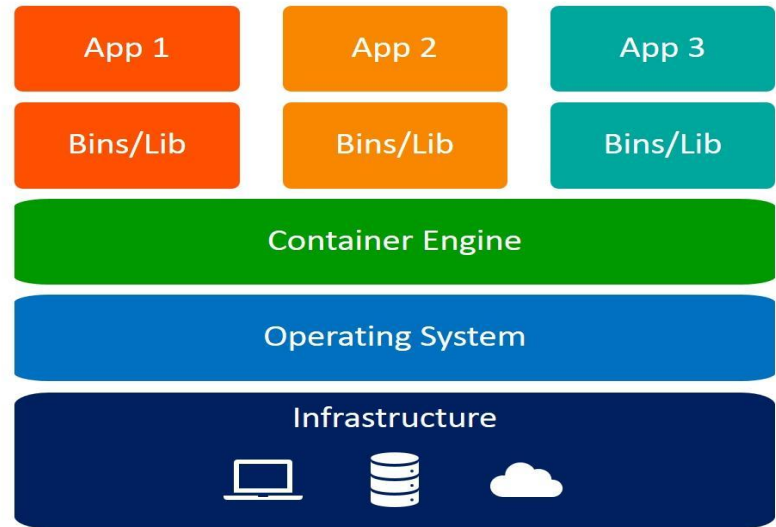 App 1
App 2
App 3
Bins/Lib
Bins/Lib
Bins/Lib
Container Engine
Operating System
Infrastructure